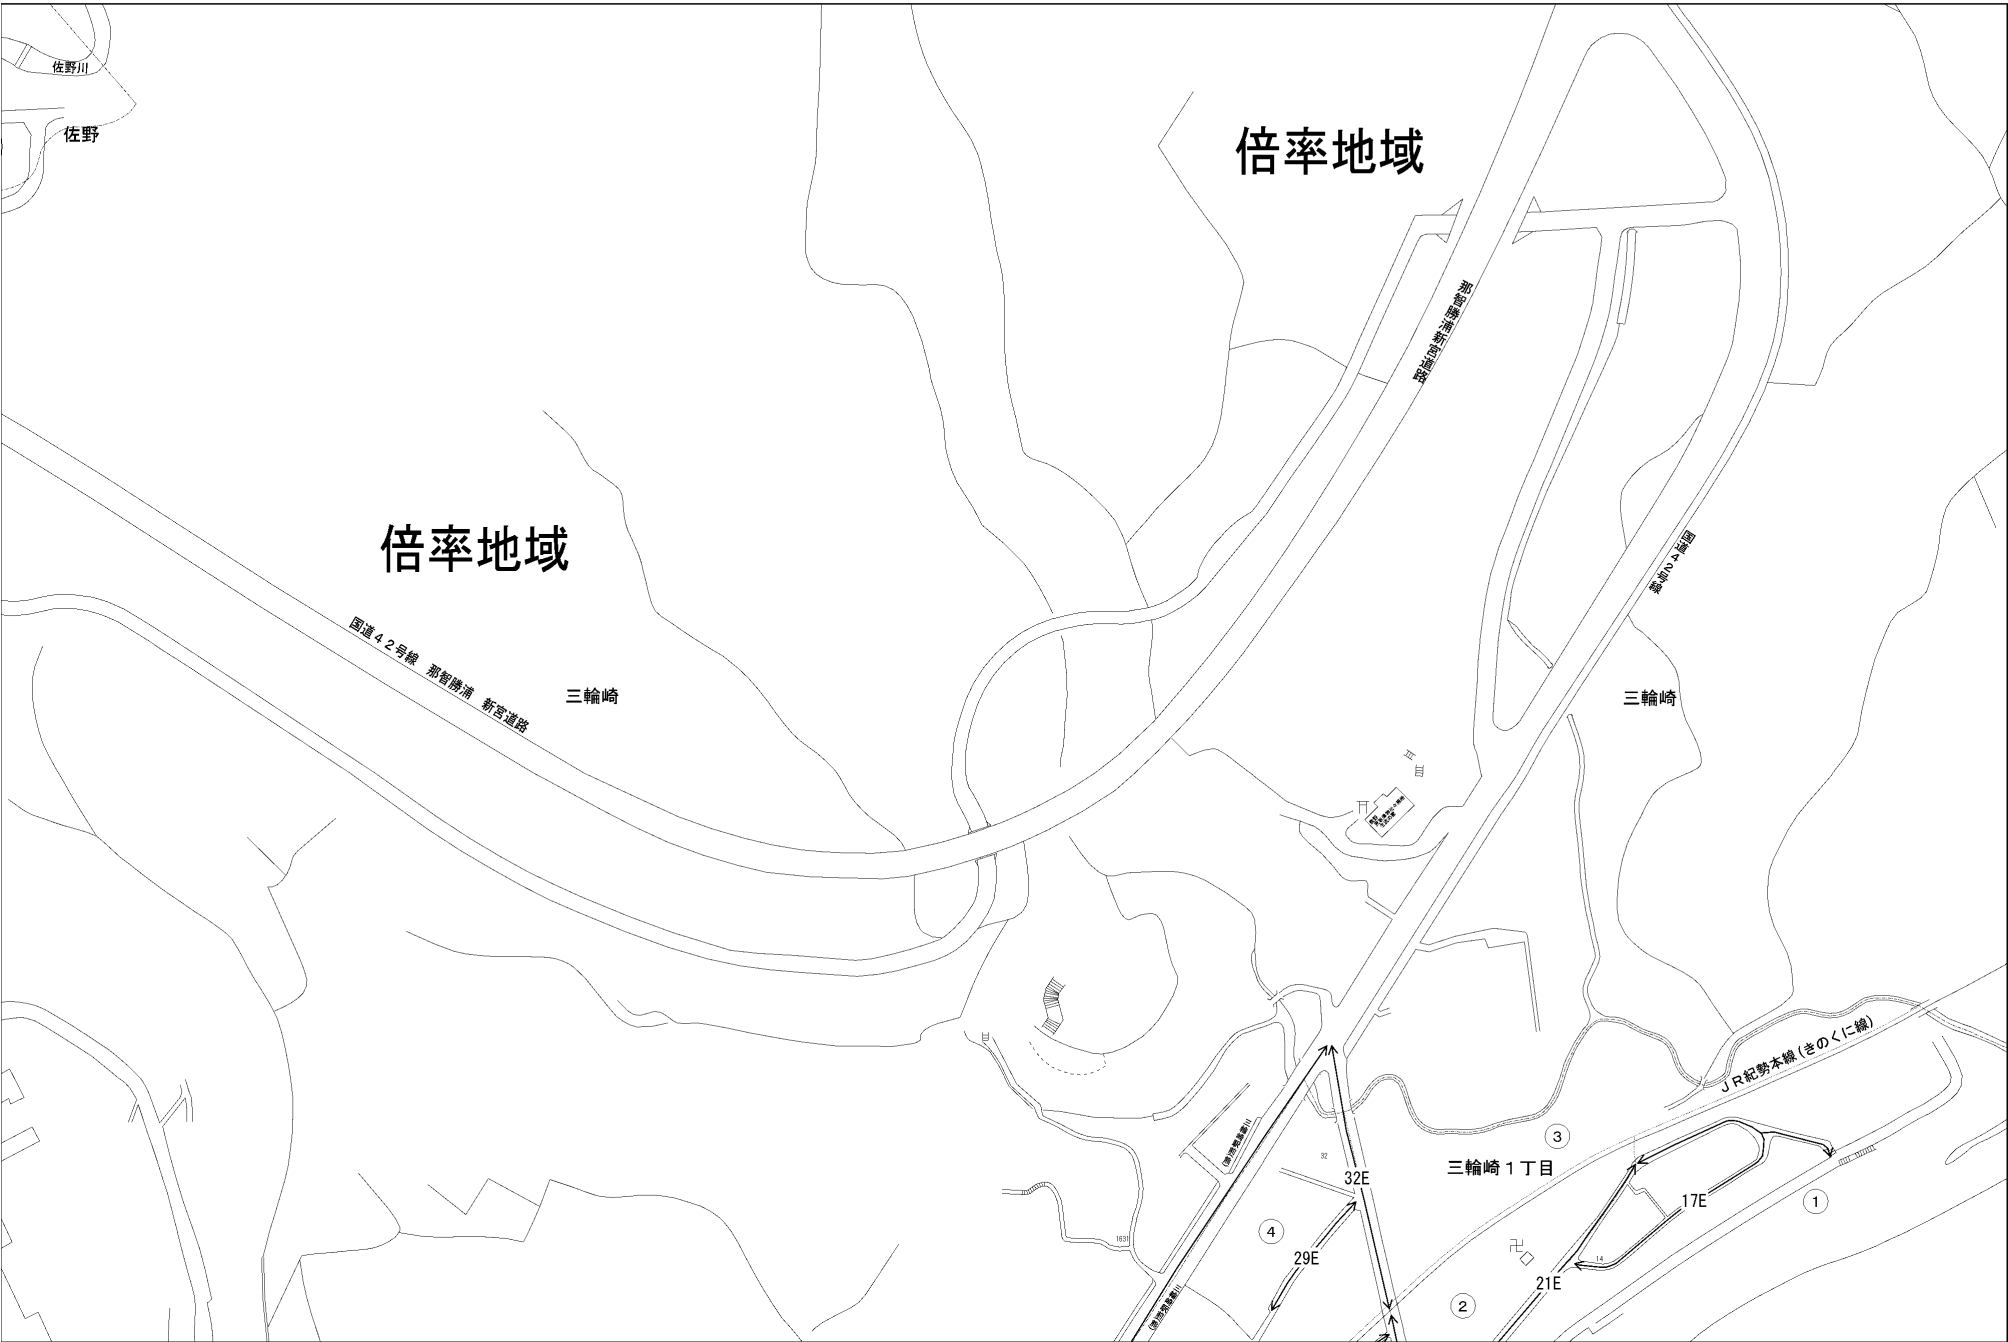 佐野川
佐野
倍率地域
那智勝浦新宮道路
倍率地域
国道42号線
国道42号線 那智勝浦 新宮道路
三輪崎
三輪崎
JR紀勢本線(きのくに線)
③
32
三輪崎1丁目
32E
17E
①
④
1631
29E
14
21E
②